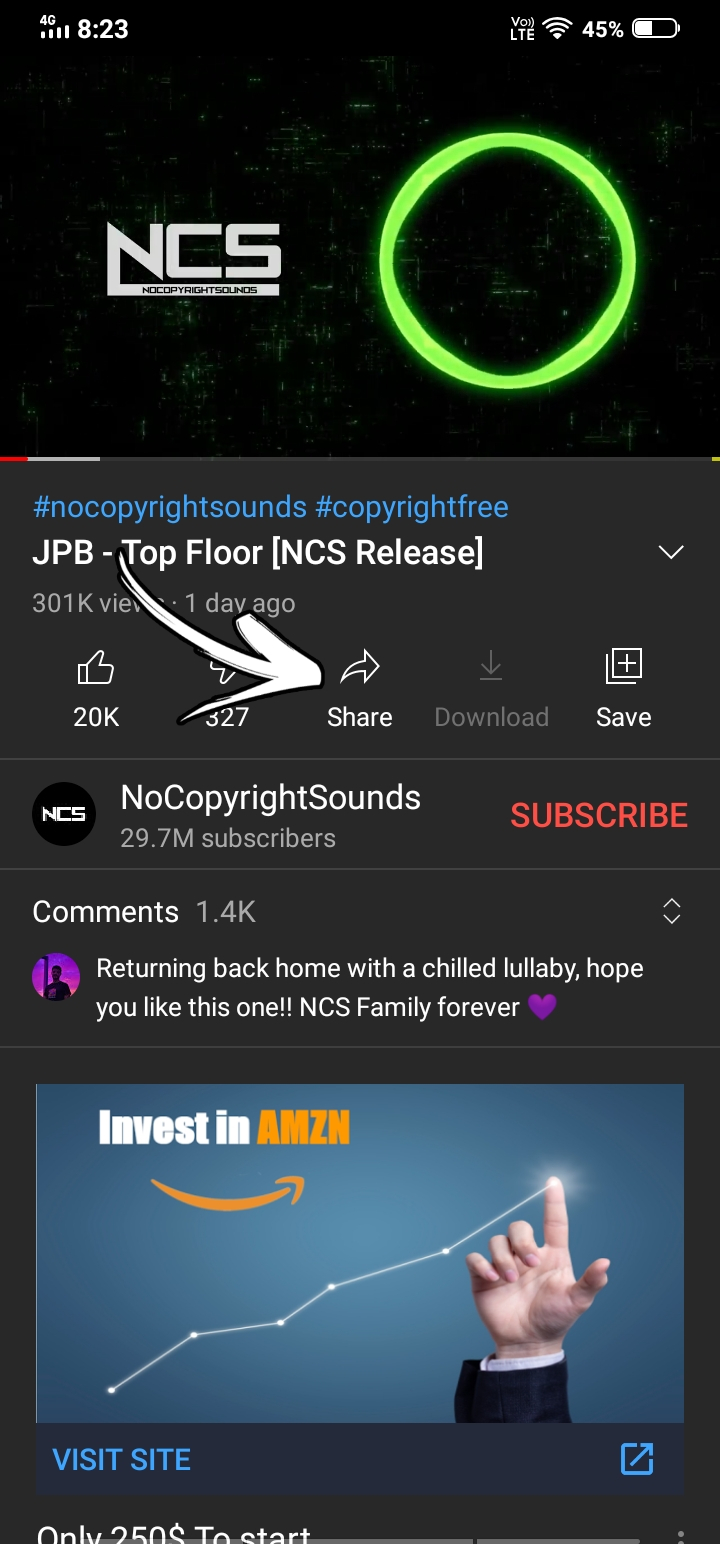 4G 8:23 Vo)) LTE 45%
NCS
NOCOPYRIGHTSOUNDS
#nocopyrightsounds #copyrightfree
JPB - Top Floor [NCS Release]
301K views · 1 day ago
20K 327 Share Download Save
NCS
NoCopyrightSounds
29.7M subscribers
SUBSCRIBE
Comments 1.4K
Returning back home with a chilled lullaby, hope
you like this one!! NCS Family forever 💜
Invest in AMZN
VISIT SITE
Only 250$ To start